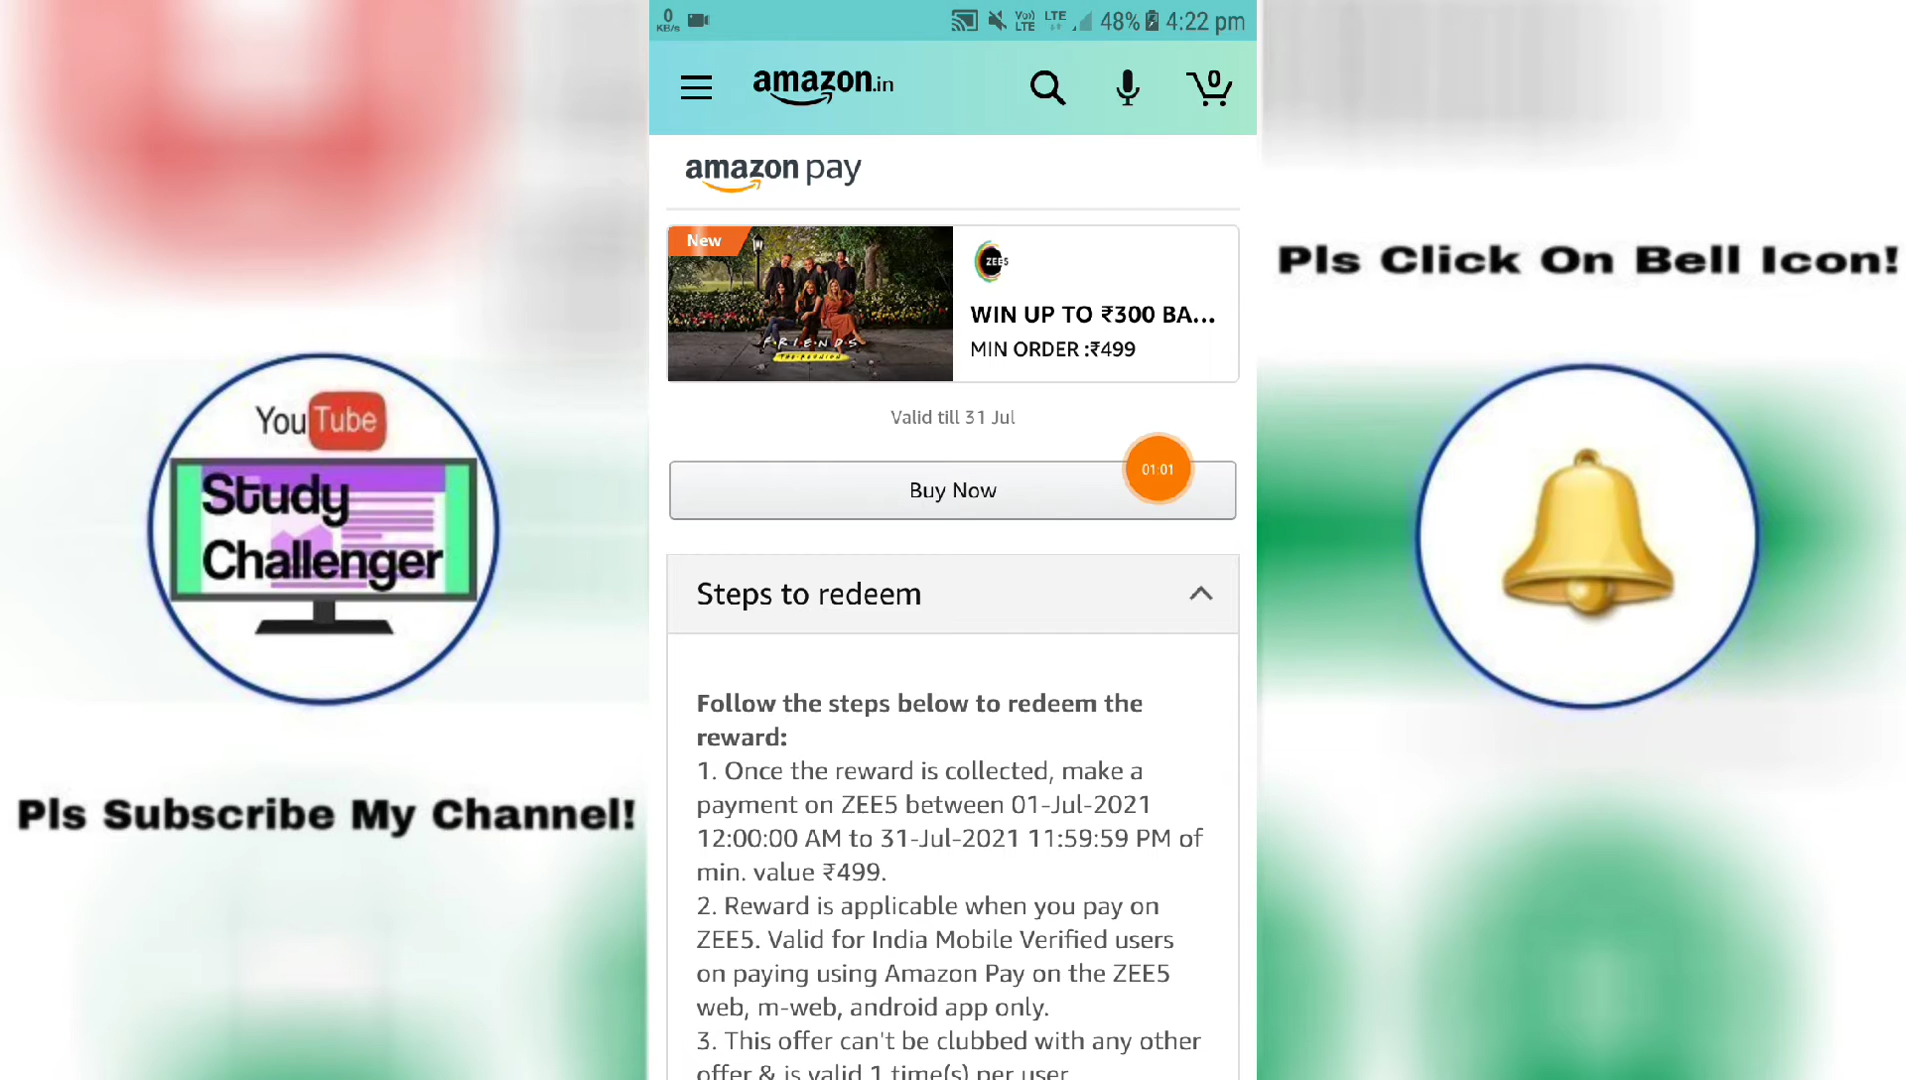 0
KB/s
Vo))
LTE
LTE
48%
4:22 pm
amazon.in
0
amazon pay
New
ZEE5
WIN UP TO ₹300 BA...
MIN ORDER :₹499
FRIENDS
THE REUNION
Valid till 31 Jul
01:01
Buy Now
Steps to redeem
Follow the steps below to redeem the
reward:
1. Once the reward is collected, make a
payment on ZEE5 between 01-Jul-2021
12:00:00 AM to 31-Jul-2021 11:59:59 PM of
min. value ₹499.
2. Reward is applicable when you pay on
ZEE5. Valid for India Mobile Verified users
on paying using Amazon Pay on the ZEE5
web, m-web, android app only.
3. This offer can't be clubbed with any other
offer & is valid 1 time(s) per user
YouTube
Study
Challenger
Pls Subscribe My Channel!
Pls Click On Bell Icon!